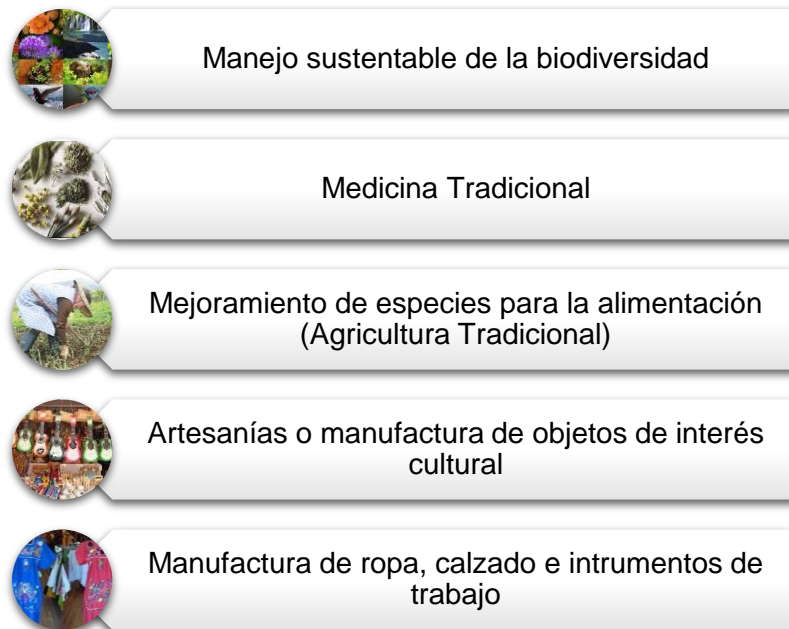 Manejo sustentable de la biodiversidad
Medicina Tradicional
Mejoramiento de especies para la alimentación
(Agricultura Tradicional)
Artesanías o manufactura de objetos de interés
cultural
Manufactura de ropa, calzado e intrumentos de
trabajo